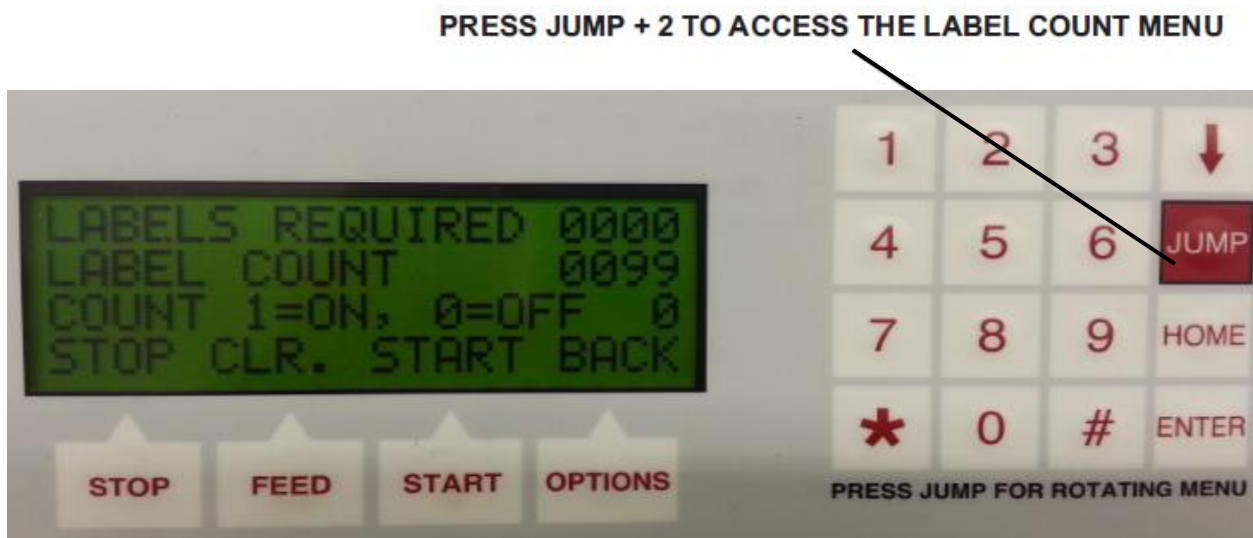 PRESS JUMP + 2 TO ACCESS THE LABEL COUNT MENU
LABELS REQUIRED 0000
LABEL COUNT 0099
COUNT 1=ON, 0=OFF 0
STOP CLR. START BACK
STOP FEED START OPTIONS
1 2 3 ↓
4 5 6 JUMP
7 8 9 HOME
* 0 # ENTER
PRESS JUMP FOR ROTATING MENU